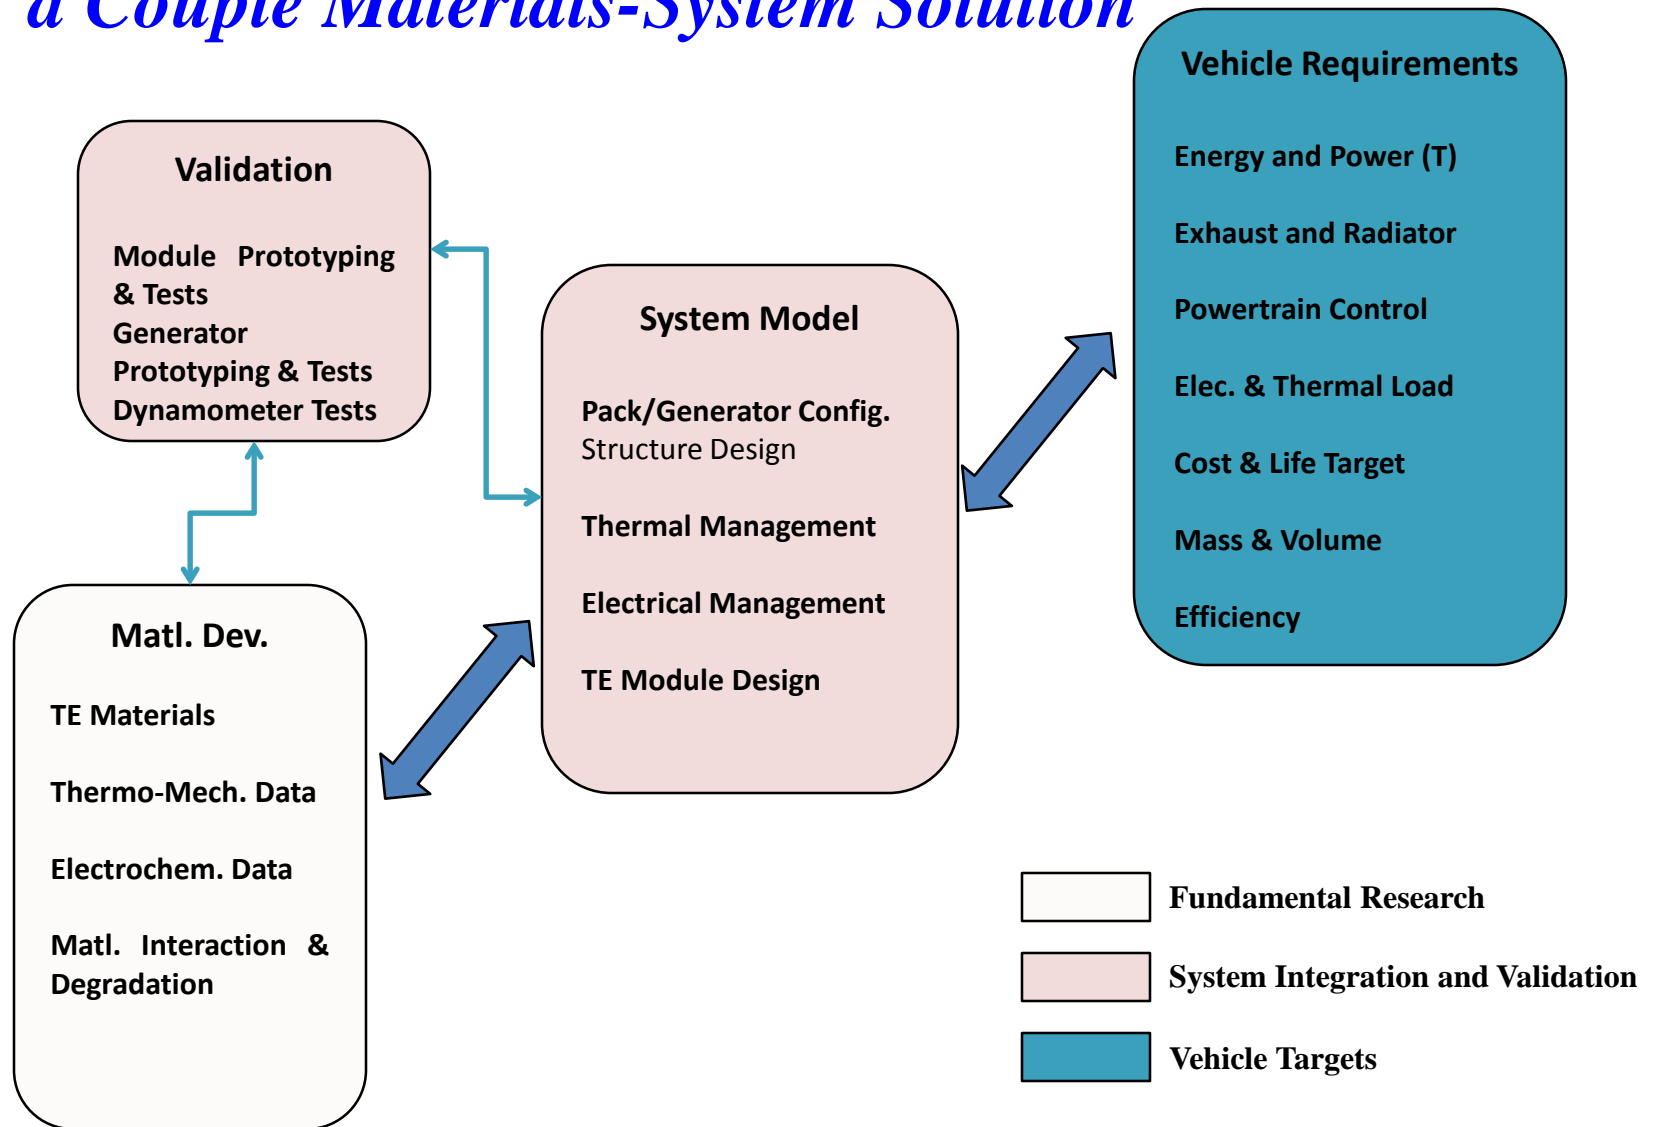 a Couple Materials-System Solution
Vehicle Requirements
Energy and Power (T)
Exhaust and Radiator
Powertrain Control
Elec. & Thermal Load
Cost & Life Target
Mass & Volume
Efficiency
Validation
Module Prototyping
& Tests
Generator
Prototyping & Tests
Dynamometer Tests
System Model
Pack/Generator Config.
Structure Design
Thermal Management
Electrical Management
TE Module Design
Matl. Dev.
TE Materials
Thermo-Mech. Data
Electrochem. Data
Matl. Interaction &
Degradation
Fundamental Research
System Integration and Validation
Vehicle Targets